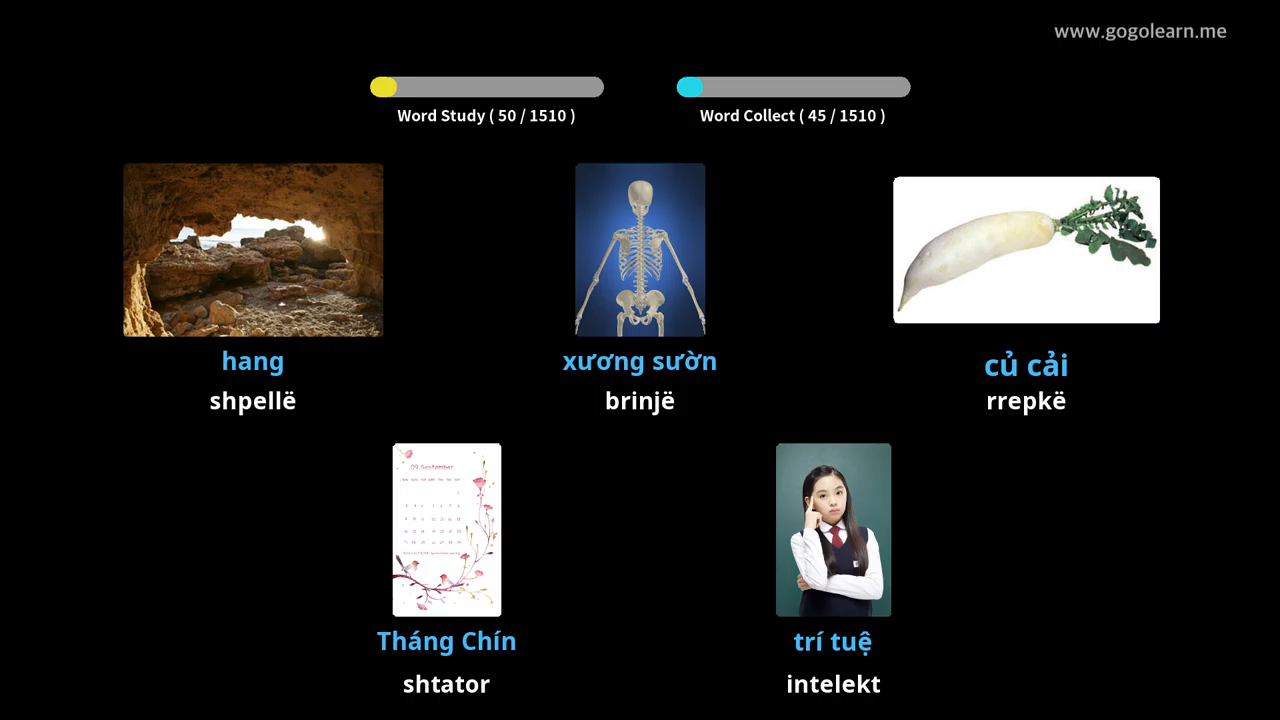 www.gogolearn.me
Word Study ( 50 / 1510 )
Word Collect ( 45 / 1510 )
hang
xương sườn
củ cải
shpellë
brinjë
rrepkë
09.September
Tháng Chín
trí tuệ
shtator
intelekt